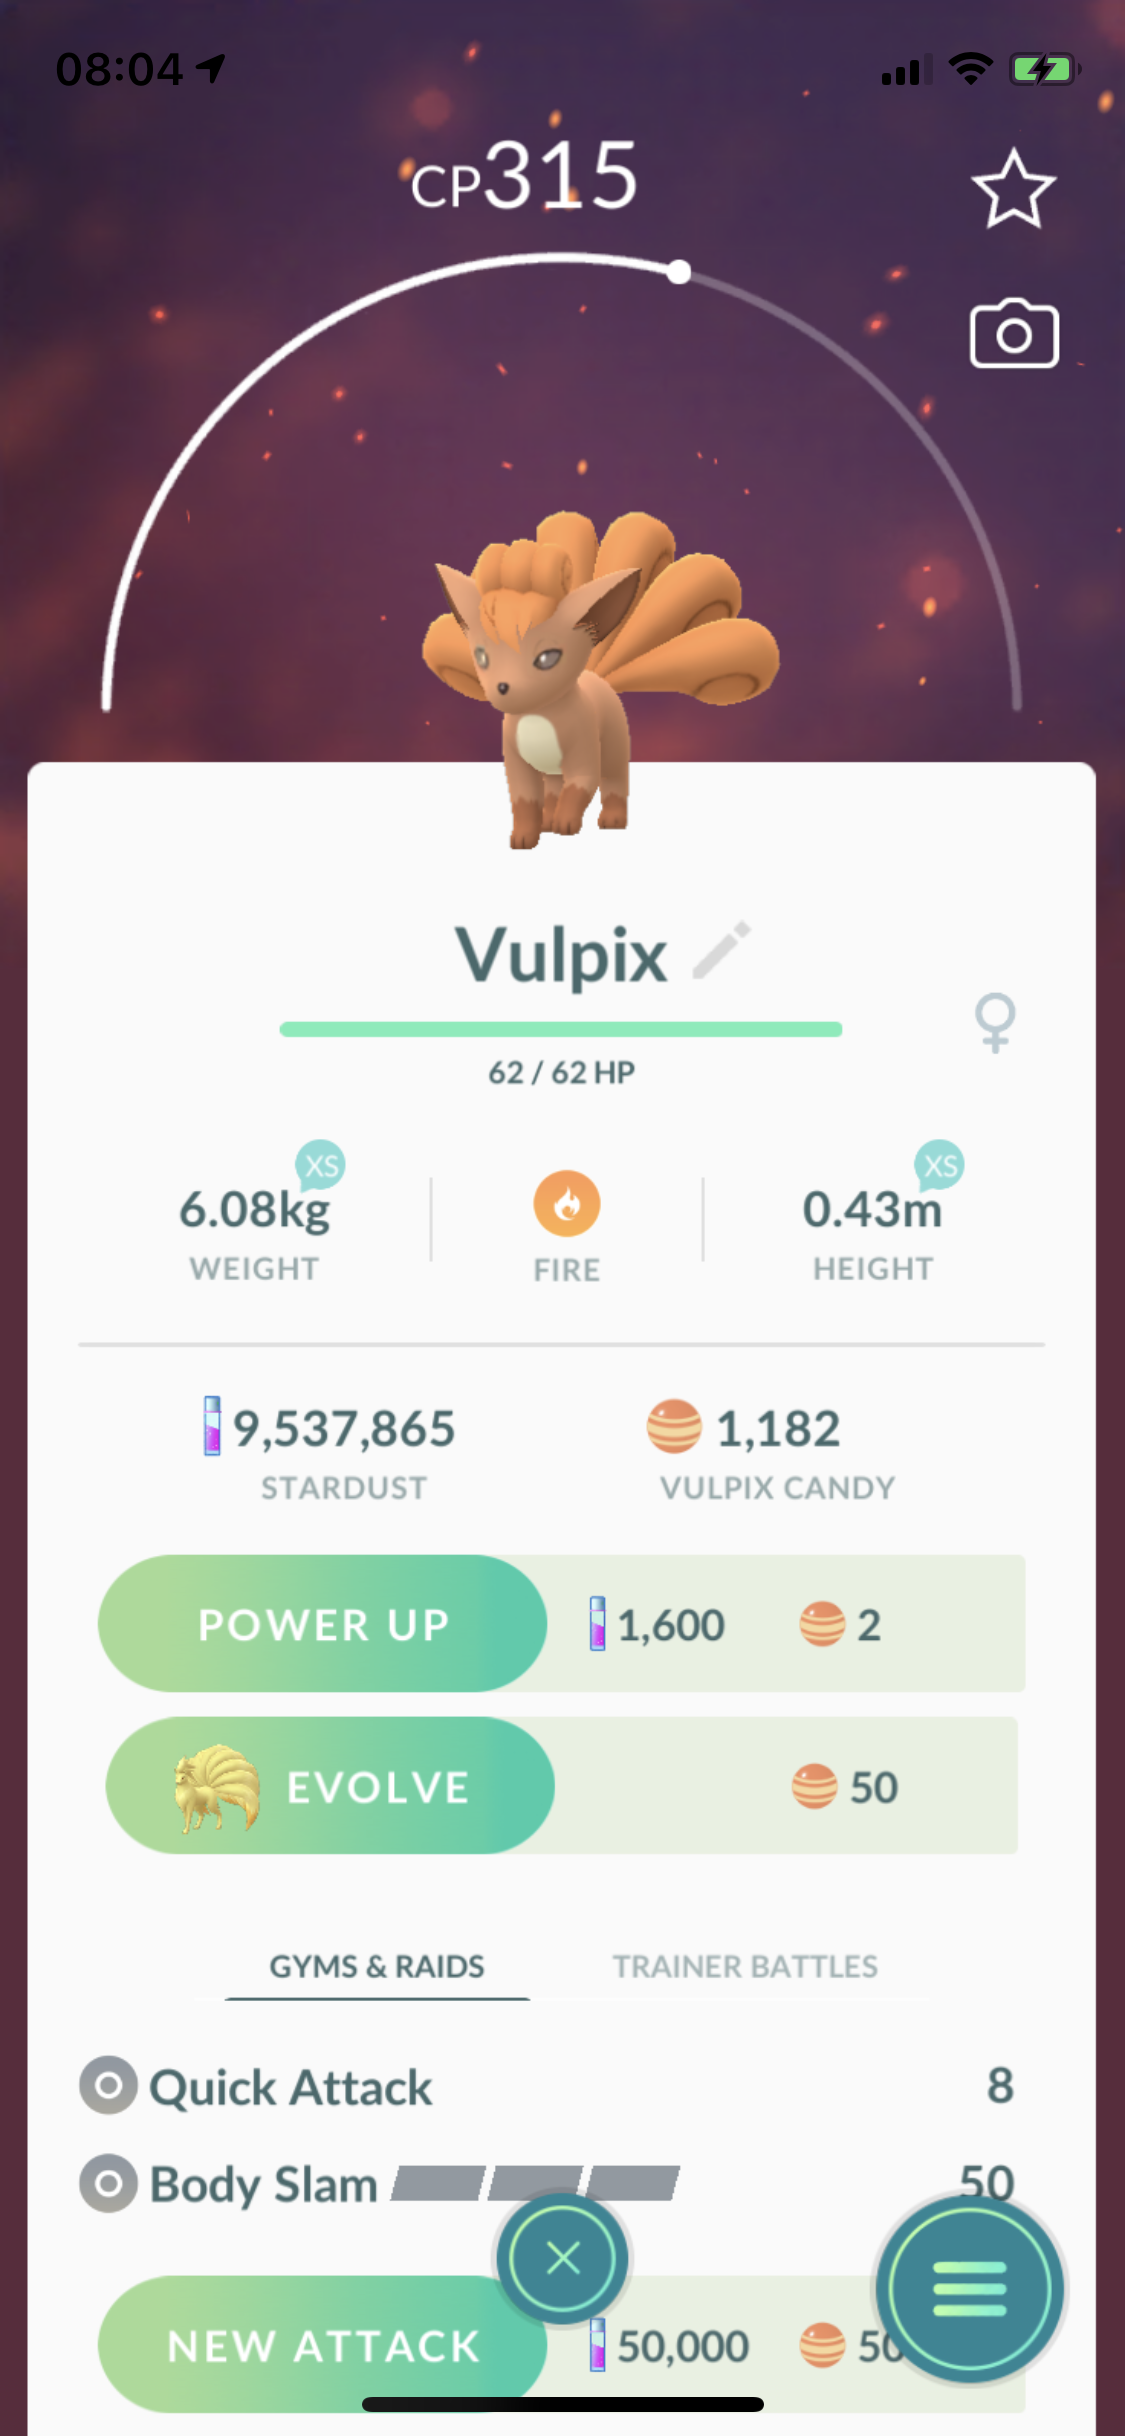 08:04
CP315
Vulpix
62 / 62 HP
XS
XS
6.08kg
0.43m
WEIGHT
FIRE
HEIGHT
9,537,865
1,182
STARDUST
VULPIX CANDY
POWER UP 1,600 2
EVOLVE 50
GYMS & RAIDS TRAINER BATTLES
Quick Attack 8
Body Slam 50
NEW ATTACK 50,000